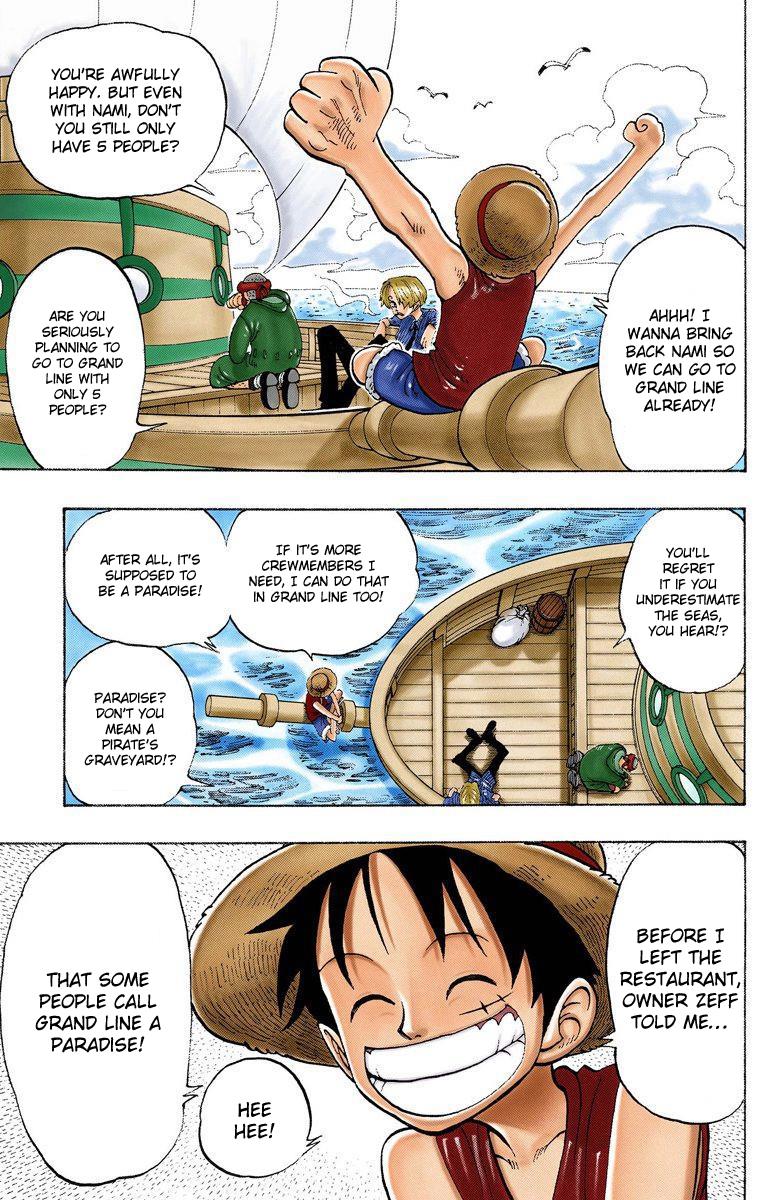 AHHH! I
WANNA BRING
BACK NAMI SO
WE CAN GO TO
GRAND LINE
ALREADY!
YOU'RE AWFULLY
HAPPY. BUT EVEN
WITH NAMI, DON'T
YOU STILL ONLY
HAVE 5 PEOPLE?
ARE YOU
SERIOUSLY
PLANNING TO
GO TO GRAND
LINE WITH
ONLY 5
PEOPLE?
YOU'LL
REGRET
IT IF YOU
UNDERESTIMATE
THE SEAS,
YOU HEAR!?
IF IT'S MORE
CREWMEMBERS I
NEED, I CAN DO THAT
IN GRAND LINE TOO!
AFTER ALL, IT'S
SUPPOSED TO
BE A PARADISE!
PARADISE?
DON'T YOU
MEAN A
PIRATE'S
GRAVEYARD!?
BEFORE I
LEFT THE
RESTAURANT,
OWNER ZEFF
TOLD ME...
THAT SOME
PEOPLE CALL
GRAND LINE A
PARADISE!
HEE
HEE!